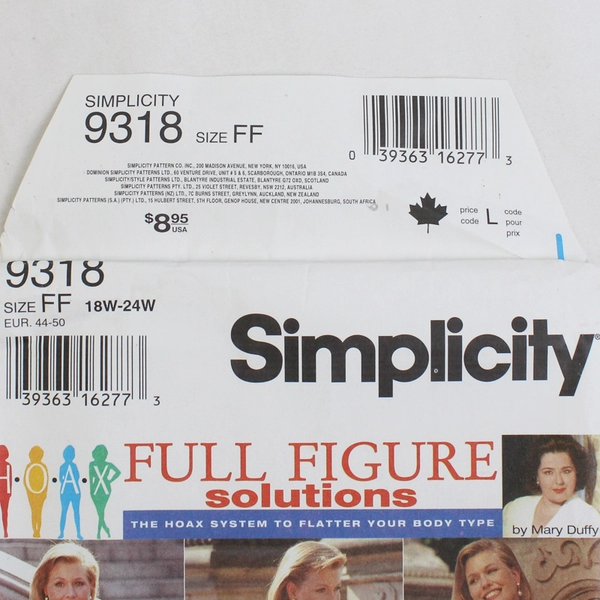 SIMPLICITY
9318 SIZE FF
0 39363 16277 3
SIMPLICITY PATTERN CO. INC., 200 MADISON AVENUE, NEW YORK, NY 10016, USA
DOMINION SIMPLICITY PATTERNS LTD., 60 VENTURE DRIVE, UNIT # 5 & 6, SCARBOROUGH, ONTARIO M1B 3S4, CANADA
SIMPLICITY/STYLE PATTERNS LTD., BLANTYRE INDUSTRIAL ESTATE, BLANTYRE G72 OXD, SCOTLAND
SIMPLICITY PATTERNS PTY. LTD., 25 VIOLET STREET, REVESBY, NSW 2212, AUSTRALIA
SIMPLICITY PATTERNS (NZ) LTD., 7C BURNS STREET, GREYLYNN, AUCKLAND, NEW ZEALAND
SIMPLICITY PATTERNS (S.A.) (PTY.) LTD., 15 HULBERT STREET, 5TH FLOOR, GENOP HOUSE, NEW CENTRE 2001, JOHANNESBURG, SOUTH AFRICA
$8.95 USA
price code L code pour prix
9318
SIZE FF 18W-24W
EUR. 44-50
39363 16277 3
Simplicity®
H·O·A·X
FULL FIGURE
solutions
THE HOAX SYSTEM TO FLATTER YOUR BODY TYPE
by Mary Duffy